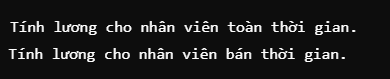 Tính lương cho nhân viên toàn thời gian.
Tính lương cho nhân viên bán thời gian.